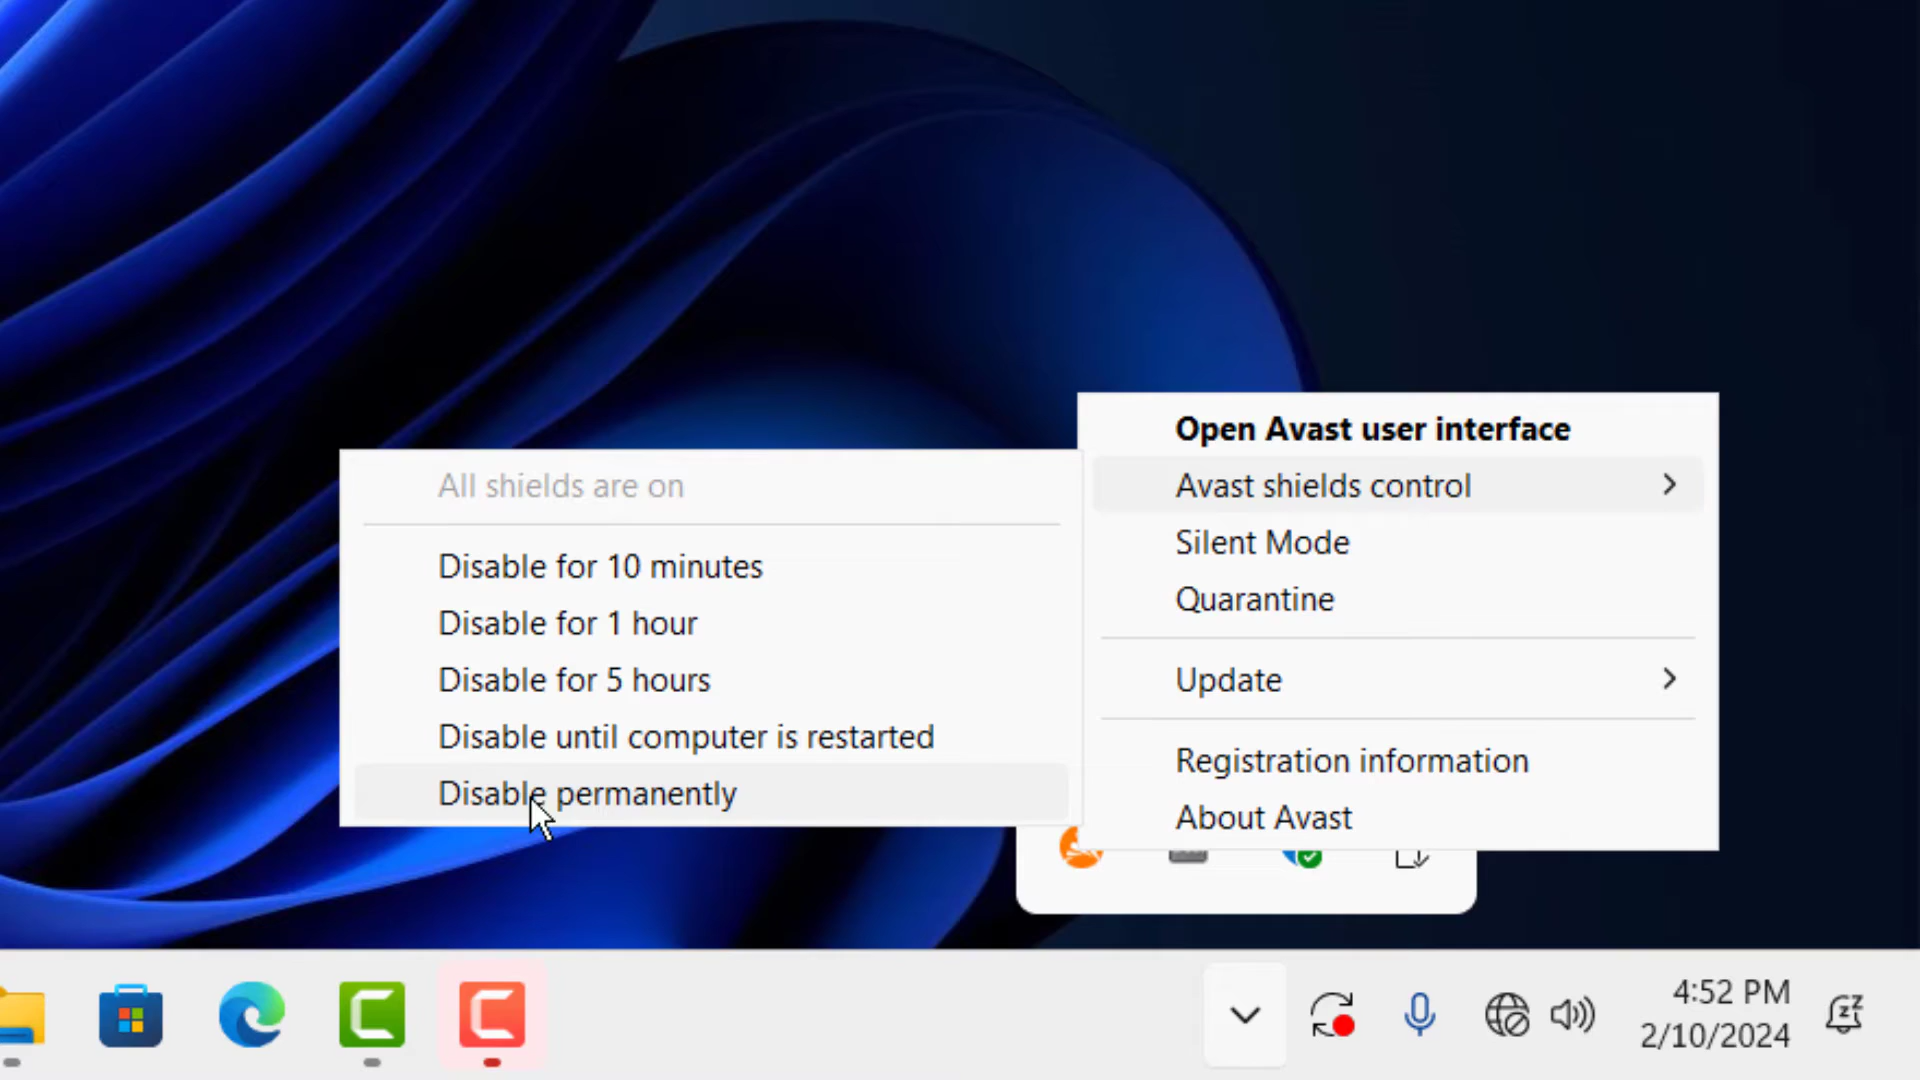 Open Avast user interface
Avast shields control
Silent Mode
Quarantine
Update
Registration information
About Avast
All shields are on
Disable for 10 minutes
Disable for 1 hour
Disable for 5 hours
Disable until computer is restarted
Disable permanently
4:52 PM
2/10/2024